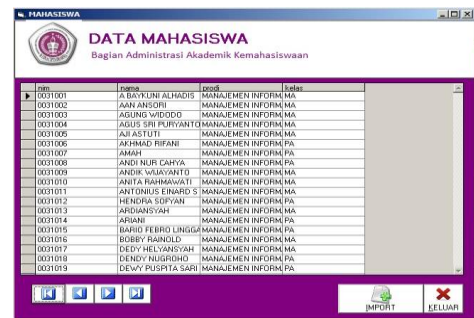 MAHASISWA
DATA MAHASISWA
Bagian Administrasi Akademik Kemahasiswaan
nim nama prodi kelas
0031001 A BAYKUNI ALHADIS MANAJEMEN INFORM MA
0031002 AAN ANSORI MANAJEMEN INFORM MA
0031003 AGUNG WIDODO MANAJEMEN INFORM MA
0031004 AGUS SRI PURYANTO MANAJEMEN INFORM MA
0031005 AJI ASTUTI MANAJEMEN INFORM MA
0031006 AKHMAD RIFANI MANAJEMEN INFORM PA
0031007 AMAH MANAJEMEN INFORM PA
0031008 ANDI NUR CAHYA MANAJEMEN INFORM PA
0031009 ANDIK WIJAYANTO MANAJEMEN INFORM MA
0031010 ANITA RAHMAWATI MANAJEMEN INFORM MA
0031011 ANTONIUS EINARD S MANAJEMEN INFORM MA
0031012 HENDRA SOFYAN MANAJEMEN INFORM PA
0031013 ARDIANSYAH MANAJEMEN INFORM MA
0031014 ARIANI MANAJEMEN INFORM PA
0031015 BARIO FEBRO LINGGA MANAJEMEN INFORM PA
0031016 BOBBY RAINOLD MANAJEMEN INFORM MA
0031017 DEDY HELYANSYAH MANAJEMEN INFORM PA
0031018 DENDY NUGROHO MANAJEMEN INFORM PA
0031019 DEWY PUSPITA SARI MANAJEMEN INFORM PA
IMPORT KELUAR